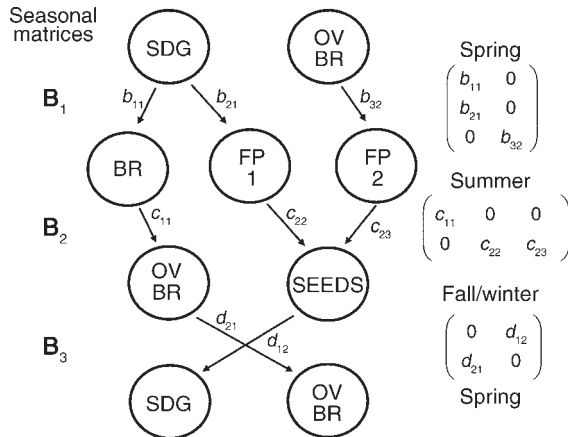 Seasonal
matrices
SDG
OV
BR
Spring
B1
b11
b21
b32
b11 0
b21 0
0 b32
BR
FP
1
FP
2
Summer
B2
c11
c22
c23
c11 0 0
0 c22 c23
OV
BR
SEEDS
Fall/winter
B3
d21
d12
0 d12
d21 0
SDG
OV
BR
Spring